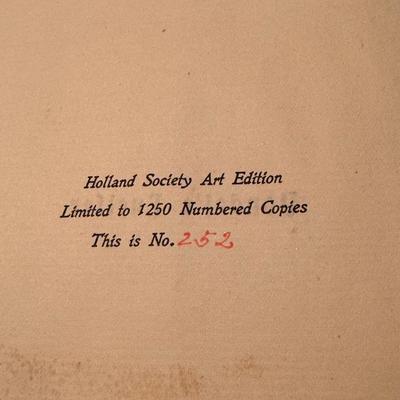 Holland Society Art Edition
Limited to 1250 Numbered Copies
This is No. 252